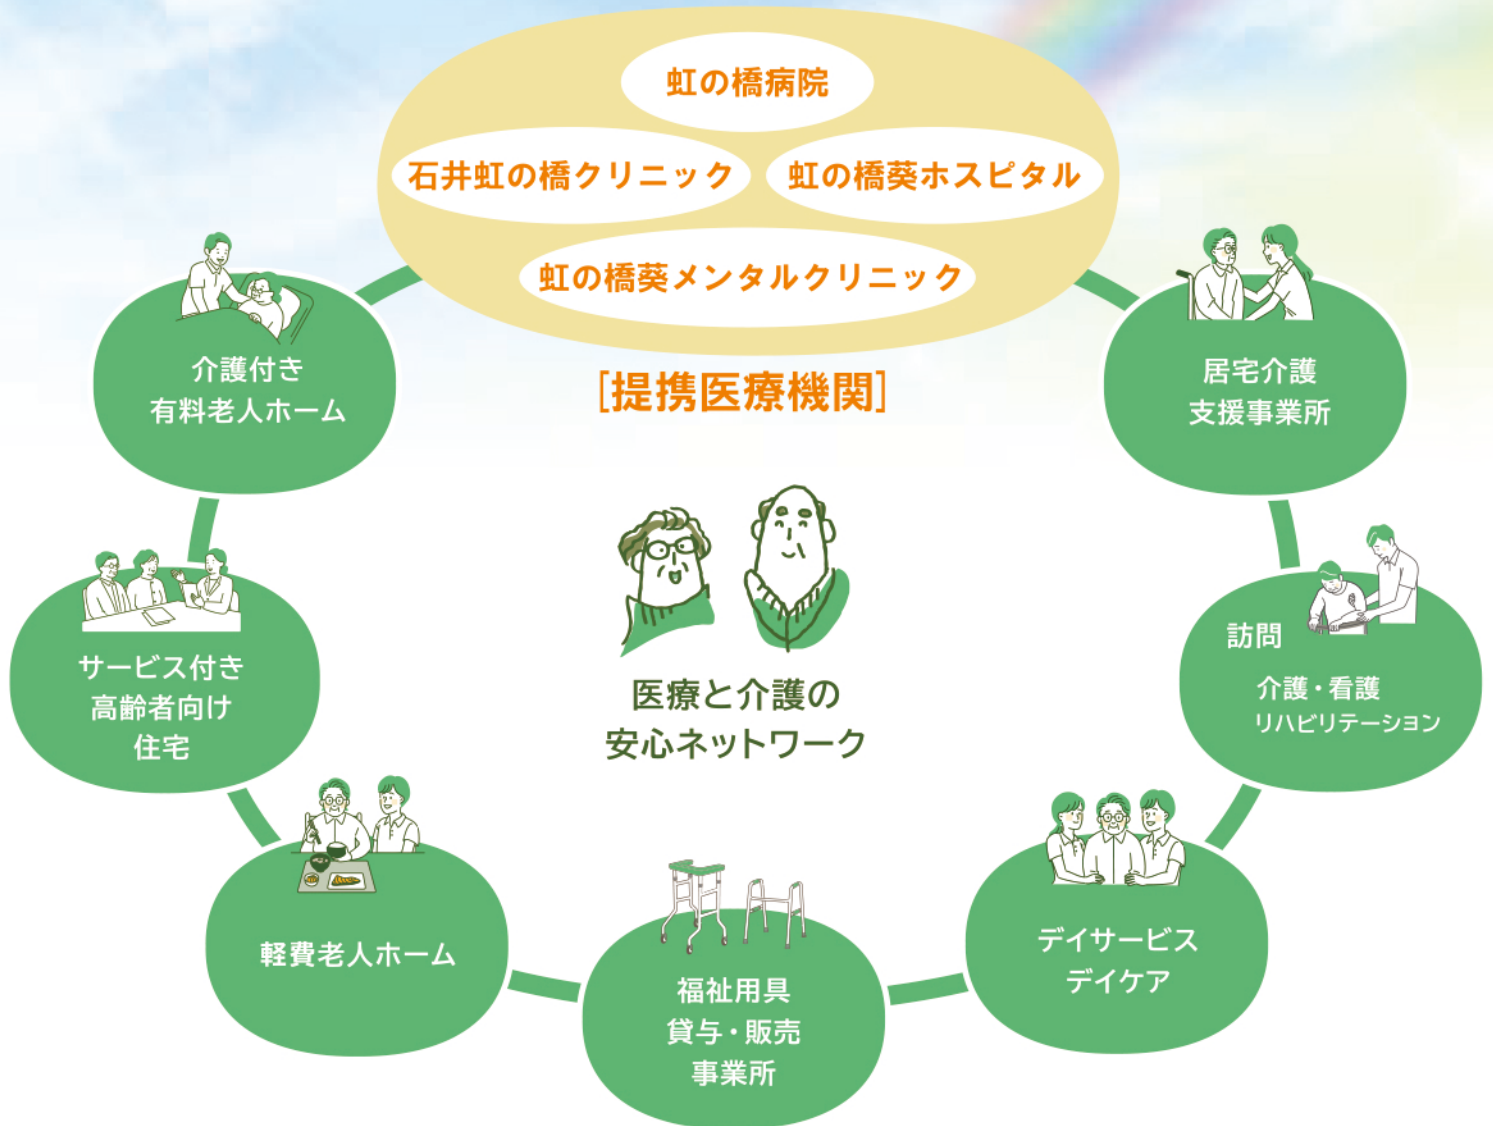 虹の橋病院
石井虹の橋クリニック
虹の橋葵ホスピタル
虹の橋葵メンタルクリニック
[提携医療機関]
介護付き
有料老人ホーム
居宅介護
支援事業所
サービス付き
高齢者向け
住宅
医療と介護の
安心ネットワーク
訪問
介護・看護
リハビリテーション
軽費老人ホーム
福祉用具
貸与・販売
事業所
デイサービス
デイケア